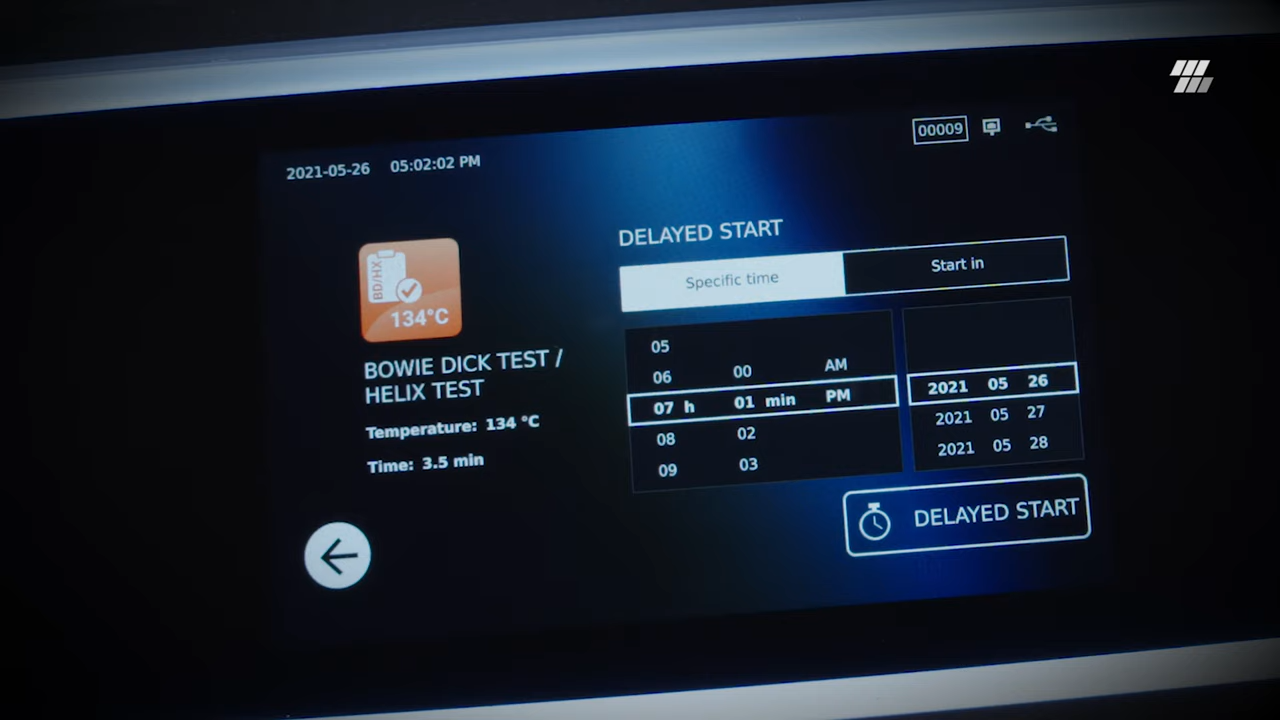 2021-05-26 05:02:02 PM
00009
BD/HX
134°C
BOWIE DICK TEST /
HELIX TEST
Temperature: 134 °C
Time: 3.5 min
DELAYED START
Specific time
Start in
05
06 00 AM
07 h 01 min PM
08 02
09 03
2021 05 26
2021 05 27
2021 05 28
DELAYED START